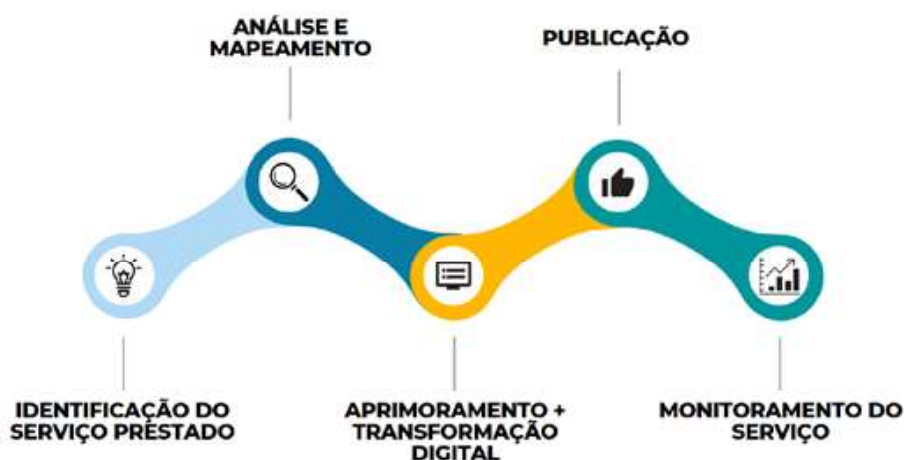 IDENTIFICAÇÃO DO
SERVIÇO PRESTADO
ANÁLISE E
MAPEAMENTO
APRIMORAMENTO +
TRANSFORMAÇÃO
DIGITAL
PUBLICAÇÃO
MONITORAMENTO DO
SERVIÇO